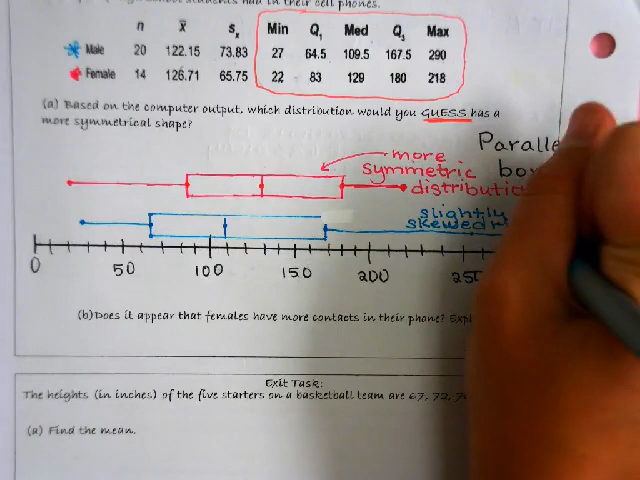 had in their cell phones.
n x̄ Sₓ Min Q₁ Med Q₃ Max
Male 20 122.15 73.83 27 64.5 109.5 167.5 290
Female 14 126.71 65.75 22 83 129 180 218
(a) Based on the computer output, which distribution would you GUESS has a
more symmetrical shape?
more
symmetric
distributi
slightly
skewed
0 50 100 150 200 250
(b) Does it appear that females have more contacts in their phone?
Exit Task:
The heights (in inches) of the five starters on a basketball team are 67, 72,
(a) Find the mean.